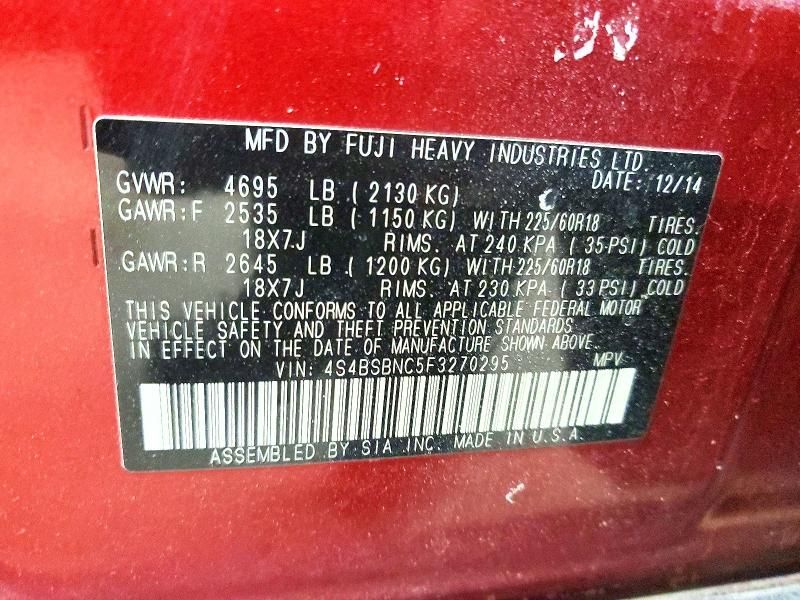 MFD BY FUJI HEAVY INDUSTRIES LTD.
DATE: 12/14
GVWR: 4695 LB ( 2130 KG)
GAWR:F 2535 LB ( 1150 KG) WITH 225/60R18 TIRES.
18X7J RIMS. AT 240 KPA ( 35 PSI) COLD
GAWR:R 2645 LB ( 1200 KG) WITH 225/60R18 TIRES.
18X7J RIMS. AT 230 KPA ( 33 PSI) COLD
THIS VEHICLE CONFORMS TO ALL APPLICABLE FEDERAL MOTOR
VEHICLE SAFETY AND THEFT PREVENTION STANDARDS
IN EFFECT ON THE DATE OF MANUFACTURE SHOWN ABOVE.
VIN: 4S4BSBNC5F3270295 MPV
ASSEMBLED BY SIA INC. MADE IN U.S.A